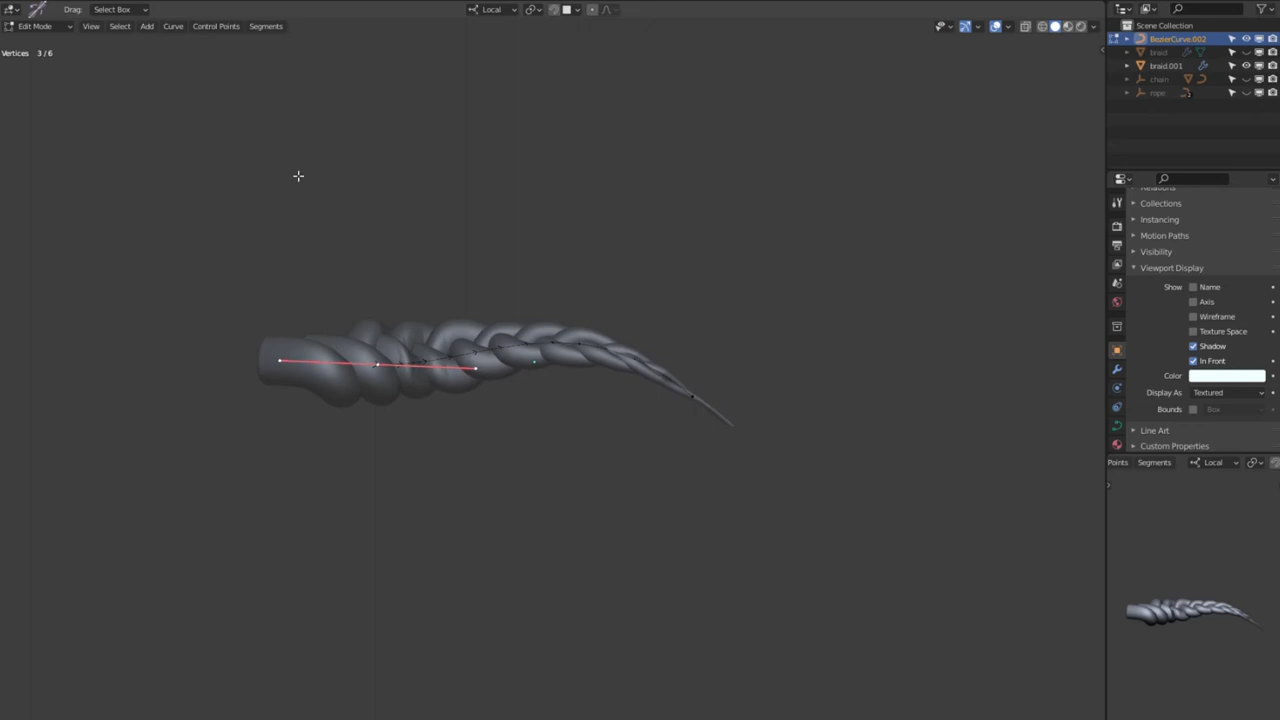 Drag: Select Box Local
Edit Mode View Select Add Curve Control Points Segments
Vertices 3 / 6
Scene Collection
BezierCurve.002
braid
braid.001
chain
rope
Relations
Collections
Instancing
Motion Paths
Visibility
Viewport Display
Show Name
Axis
Wireframe
Texture Space
Shadow
In Front
Color
Display As Textured
Bounds Box
Line Art
Custom Properties
Points Segments Local